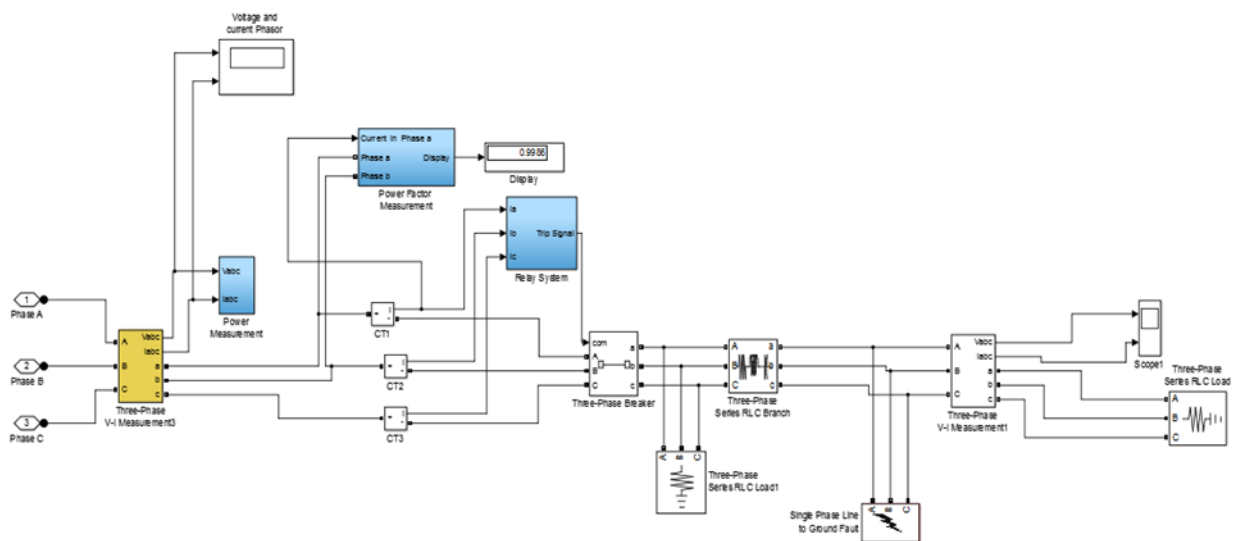 Voltage and
current Phasor
Current In Phase a
Phase a
Phase b
Display
Power Factor
Measurement
0.9986
Display
Ia
Ib
Ic
Trip Signal
Relay System
Vabc
Iabc
Power
Measurement
1
Phase A
2
Phase B
3
Phase C
A
B
C
Vabc
Iabc
a
b
c
Three-Phase
V-I Measurement3
+
-
i
CT1
+
-
i
CT2
+
-
i
CT3
com
A
B
C
a
b
c
Three-Phase Breaker
A
B
C
a
b
c
Three-Phase
Series RLC Branch
A
B
C
Three-Phase
Series RLC Load1
A
B
C
Single Phase Line
to Ground Fault
A
B
C
Vabc
Iabc
a
b
c
Three-Phase
V-I Measurement1
Scope1
Three-Phase
Series RLC Load
A
B
C